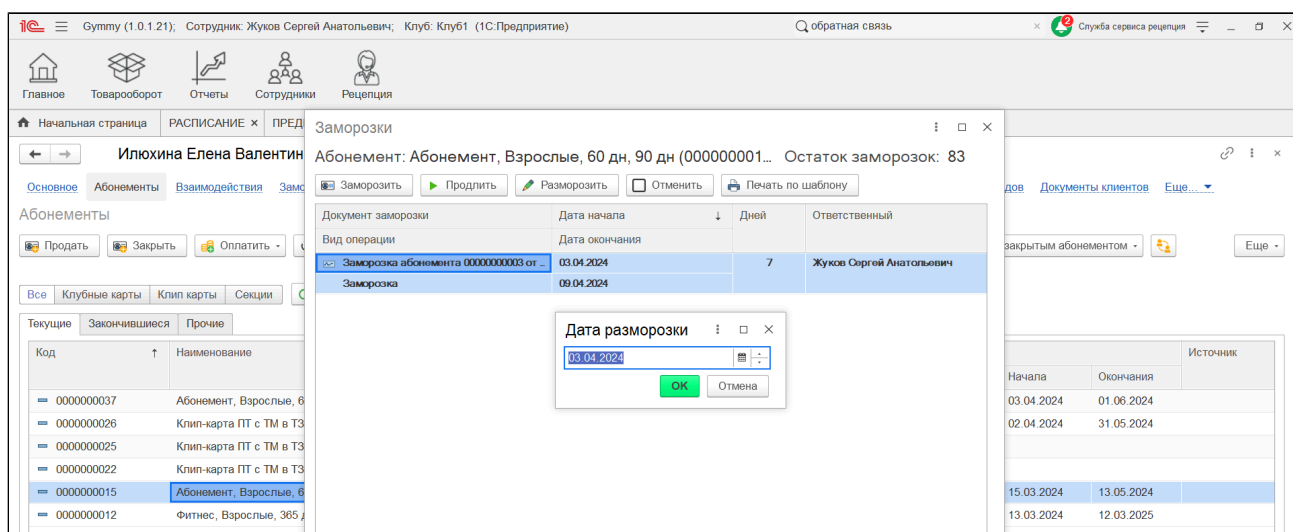 1С Gymmy (1.0.1.21); Сотрудник: Жуков Сергей Анатольевич; Клуб: Клуб1 (1С:Предприятие) обратная связь × 2 Служба сервиса рецепция
Главное Товарооборот Отчеты Сотрудники Рецепция
Начальная страница РАСПИСАНИЕ × ПРЕД
Заморозки
Илюхина Елена Валентин
Абонемент: Абонемент, Взрослые, 60 дн, 90 дн (000000001... Остаток заморозок: 83
Основное Абонементы Взаимодействия Замо
Заморозить Продлить Разморозить Отменить Печать по шаблону
дов Документы клиентов Еще...
Абонементы
Документ заморозки Дата начала ↓ Дней Ответственный
Вид операции Дата окончания
Продать Закрыть Оплатить
закрытым абонементом Еще
Заморозка абонемента 0000000003 от ... 03.04.2024 7 Жуков Сергей Анатольевич
Заморозка 09.04.2024
Все Клубные карты Клип карты Секции
Текущие Закончившиеся Прочие
Дата разморозки
03.04.2024
OK Отмена
Код ↑ Наименование Источник
Начала Окончания
0000000037 Абонемент, Взрослые, 6 03.04.2024 01.06.2024
0000000026 Клип-карта ПТ с ТМ в ТЗ 02.04.2024 31.05.2024
0000000025 Клип-карта ПТ с ТМ в ТЗ
0000000022 Клип-карта ПТ с ТМ в ТЗ
0000000015 Абонемент, Взрослые, 6 15.03.2024 13.05.2024
0000000012 Фитнес, Взрослые, 365 13.03.2024 12.03.2025